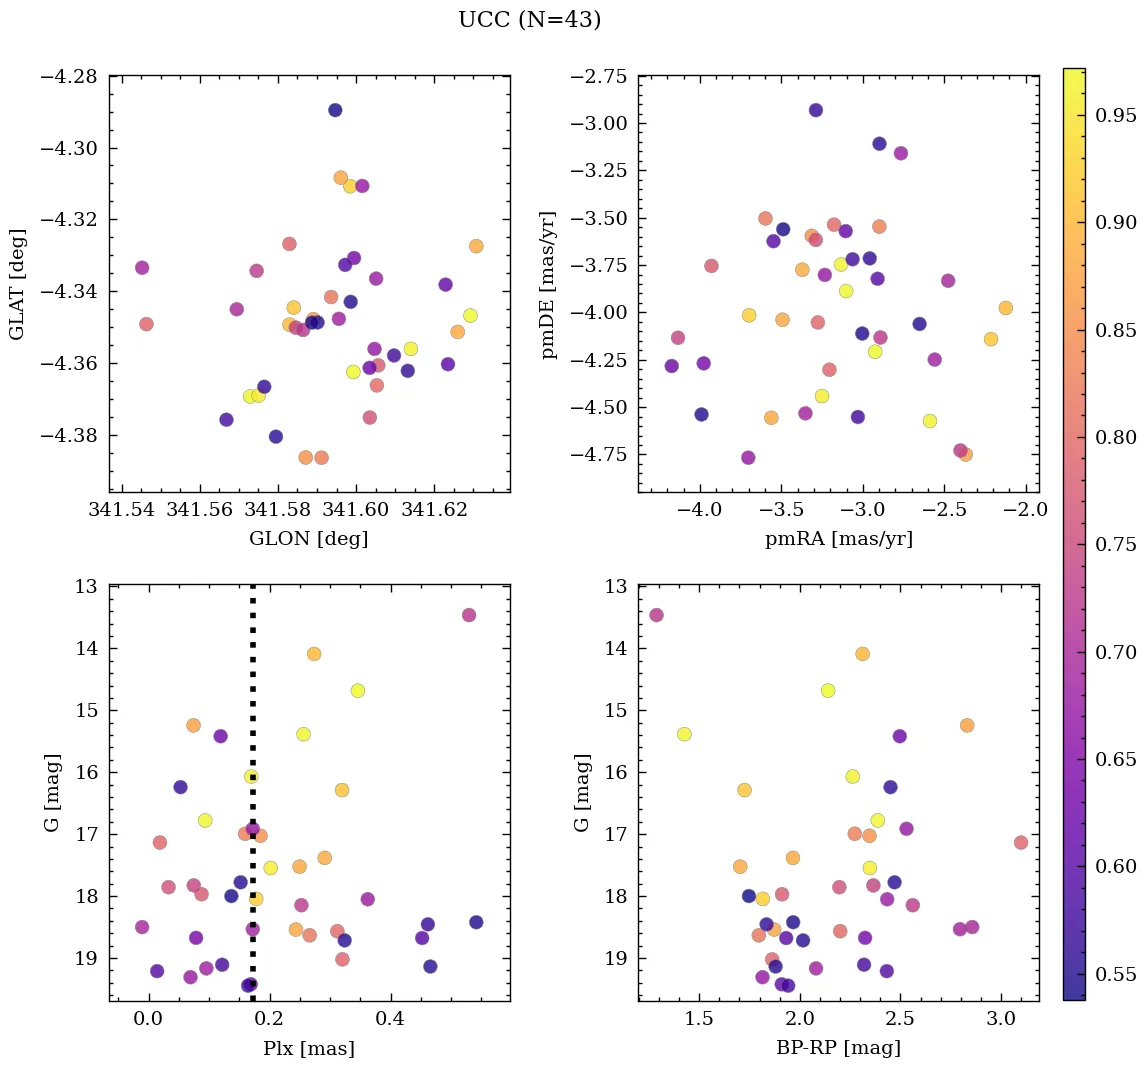 UCC (N=43)
−4.28
−4.30
−4.32
−4.34
−4.36
−4.38
GLAT [deg]
341.54 341.56 341.58 341.60 341.62
GLON [deg]
−2.75
−3.00
−3.25
−3.50
−3.75
−4.00
−4.25
−4.50
−4.75
pmDE [mas/yr]
−4.0 −3.5 −3.0 −2.5 −2.0
pmRA [mas/yr]
13
14
15
16
17
18
19
G [mag]
0.0 0.2 0.4
Plx [mas]
13
14
15
16
17
18
19
G [mag]
1.5 2.0 2.5 3.0
BP-RP [mag]
0.95
0.90
0.85
0.80
0.75
0.70
0.65
0.60
0.55